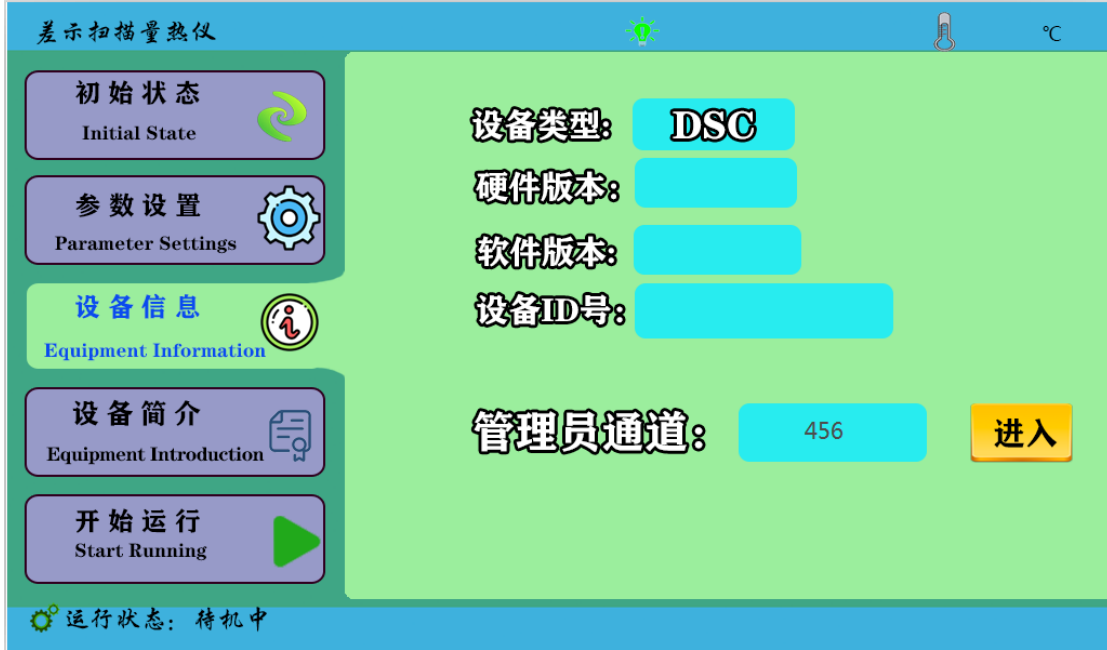 差示扫描量热仪
℃
初始状态
Initial State
参数设置
Parameter Settings
设备信息
Equipment Information
设备简介
Equipment Introduction
开始运行
Start Running
设备类型: DSC
硬件版本:
软件版本:
设备ID号:
管理员通道: 456 进入
运行状态: 待机中